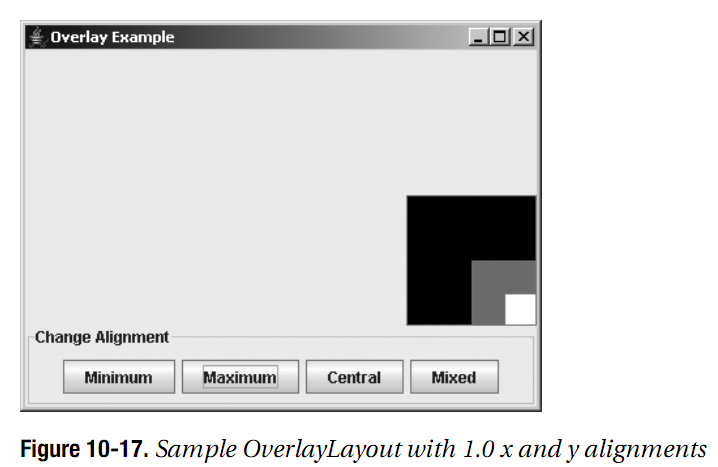 Overlay Example
Change Alignment
Minimum Maximum Central Mixed
Figure 10-17. Sample OverlayLayout with 1.0 x and y alignments